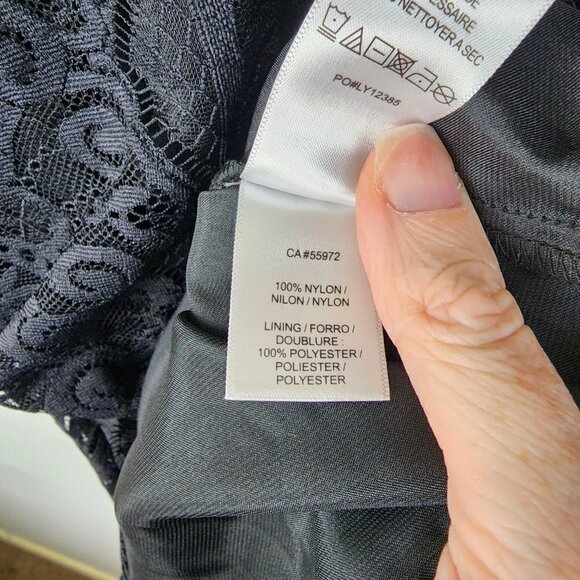 NETTOYER A SEC
PO#LY12385
CA#55972
100% NYLON /
NILON / NYLON
LINING / FORRO /
DOUBLURE :
100% POLYESTER /
POLIESTER /
POLYESTER